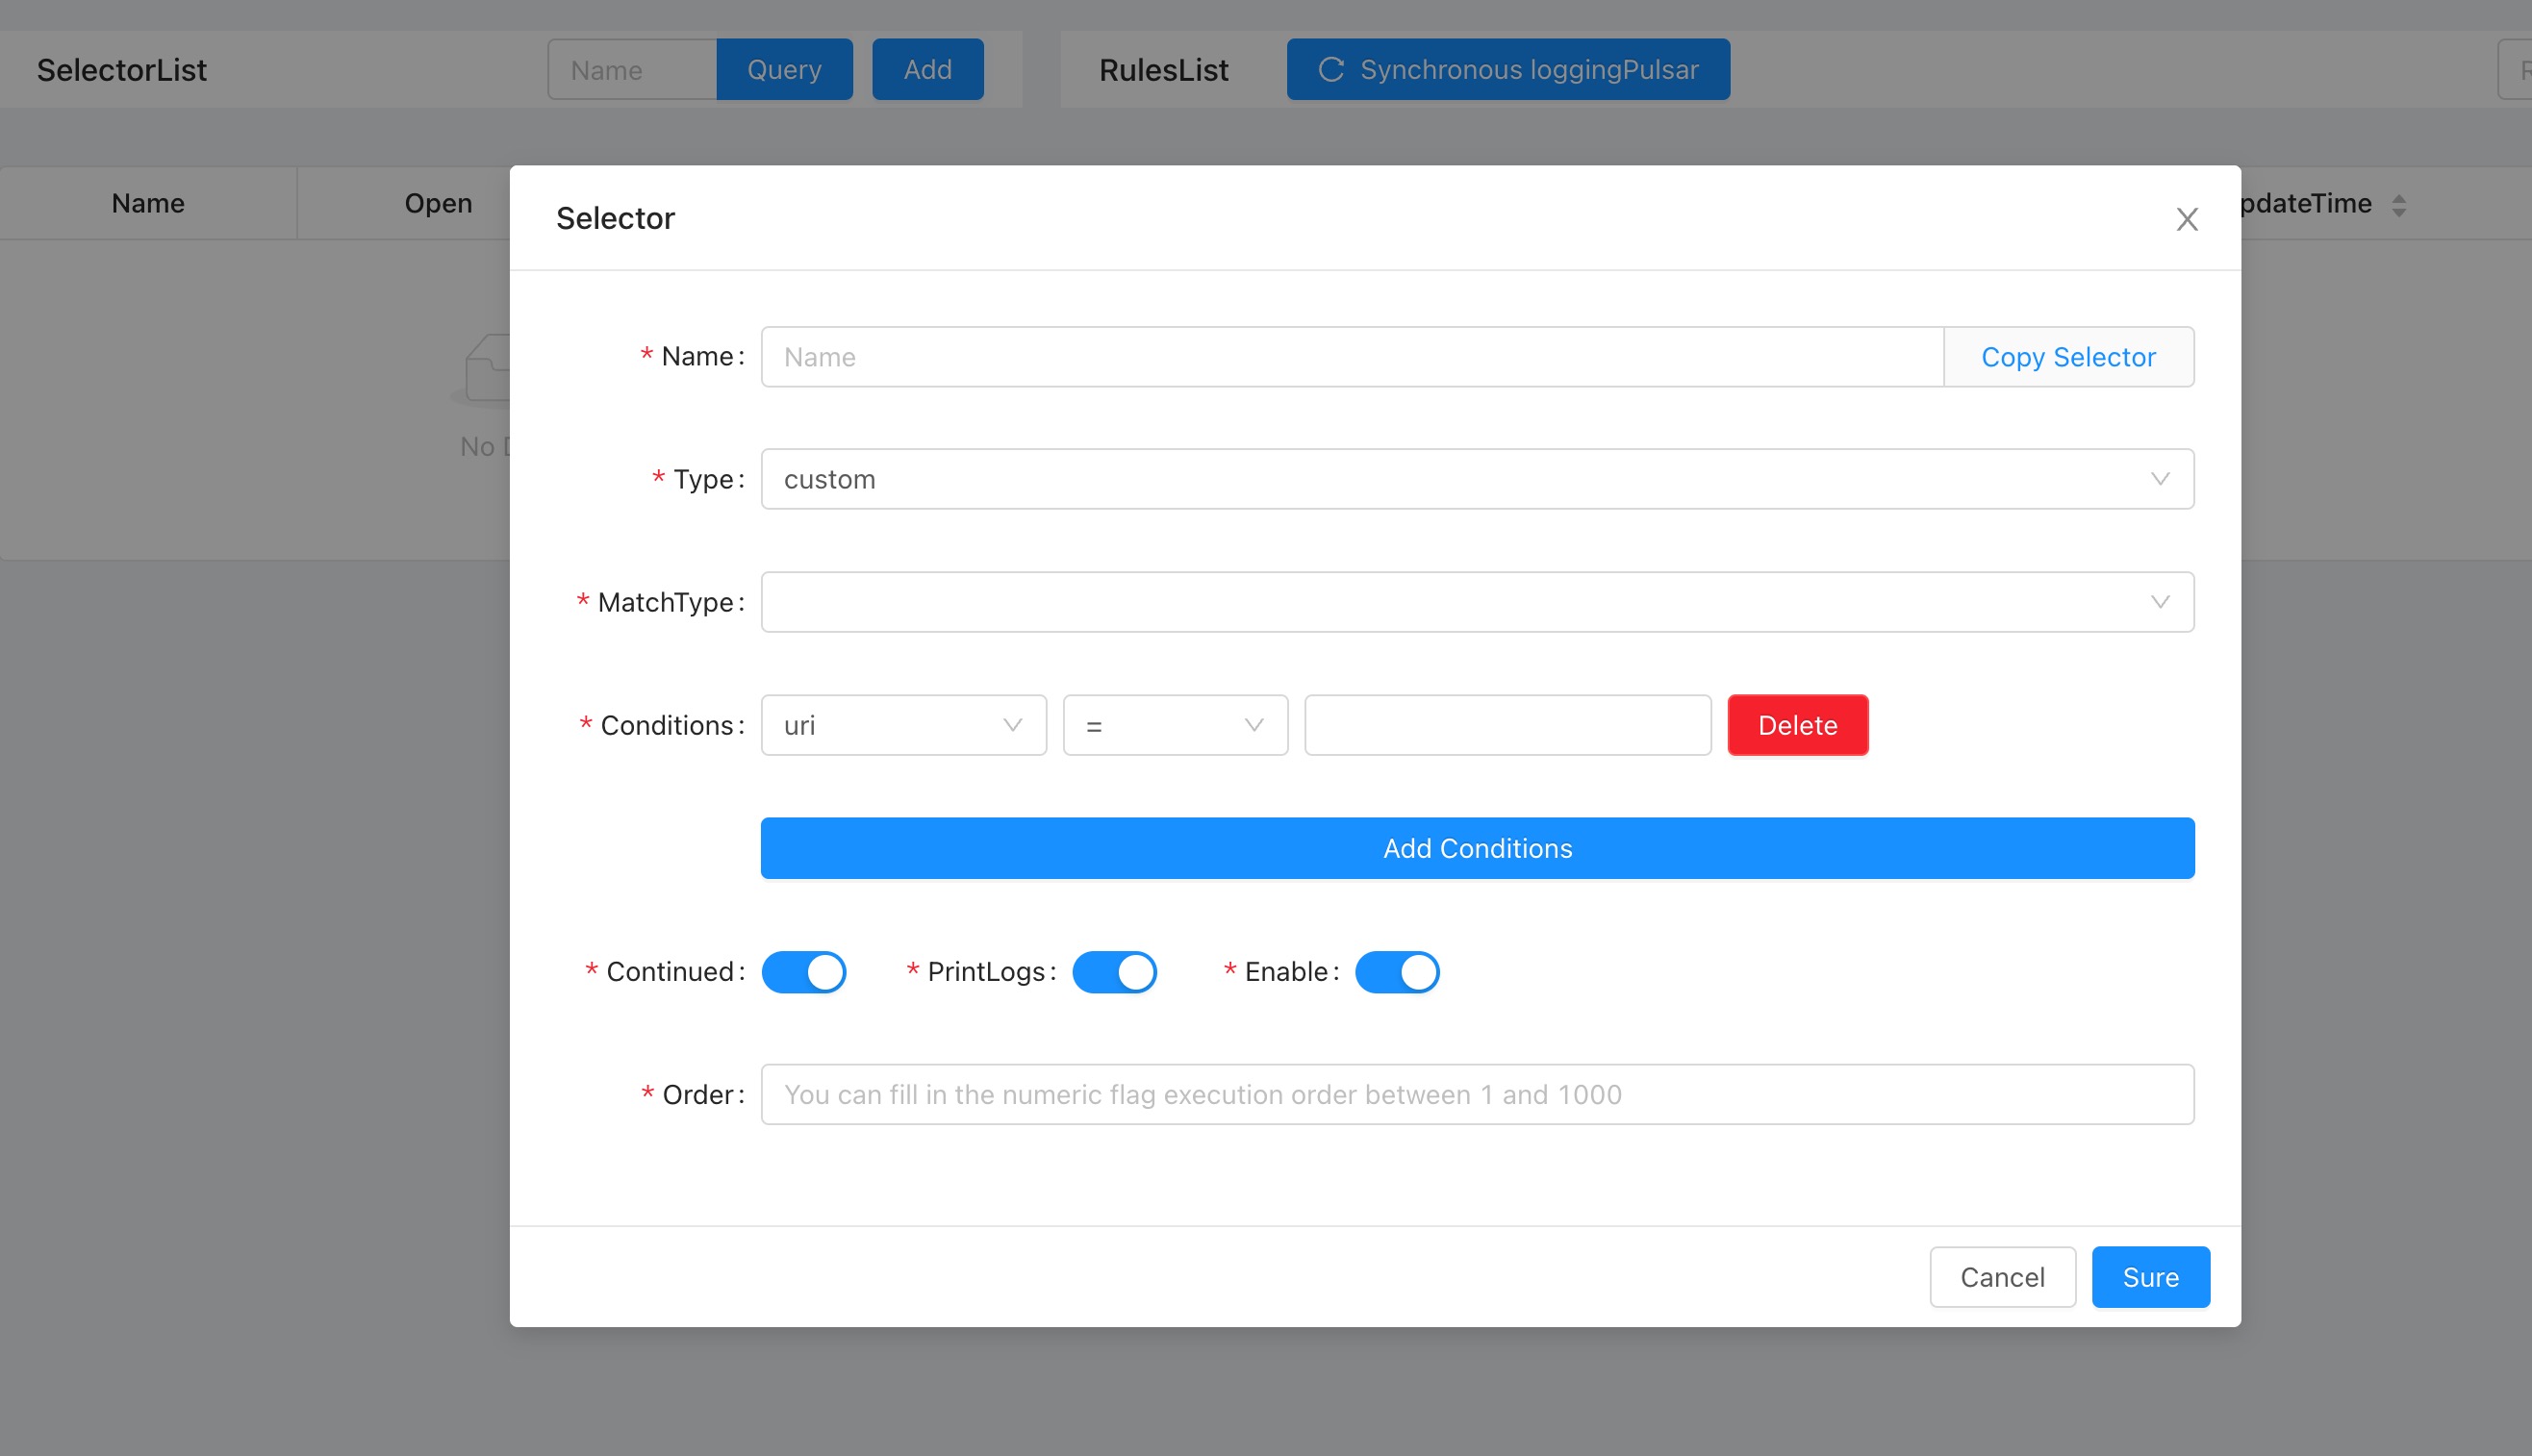 SelectorList
Name
Query
Add
RulesList
Synchronous loggingPulsar
Name
Open
pdateTime
No
Selector
* Name:
Name
Copy Selector
* Type:
custom
* MatchType:
* Conditions:
uri
=
Delete
Add Conditions
* Continued:
* PrintLogs:
* Enable:
* Order:
You can fill in the numeric flag execution order between 1 and 1000
Cancel
Sure